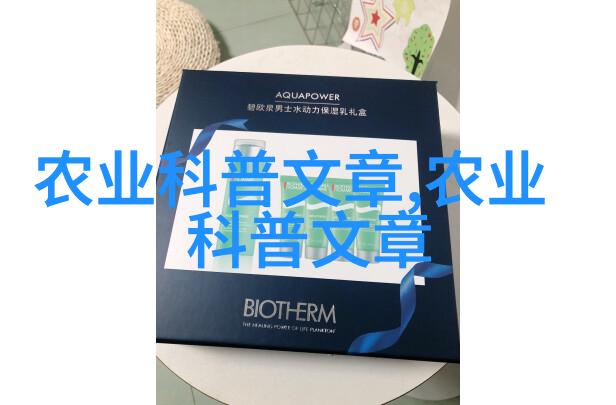 AQUAPOWER
碧欧泉男士水动力保湿乳礼盒
农业科普文章,农业
科普文章
BIOTHERM
THE HEALING POWER OF LIFE PLANKTON